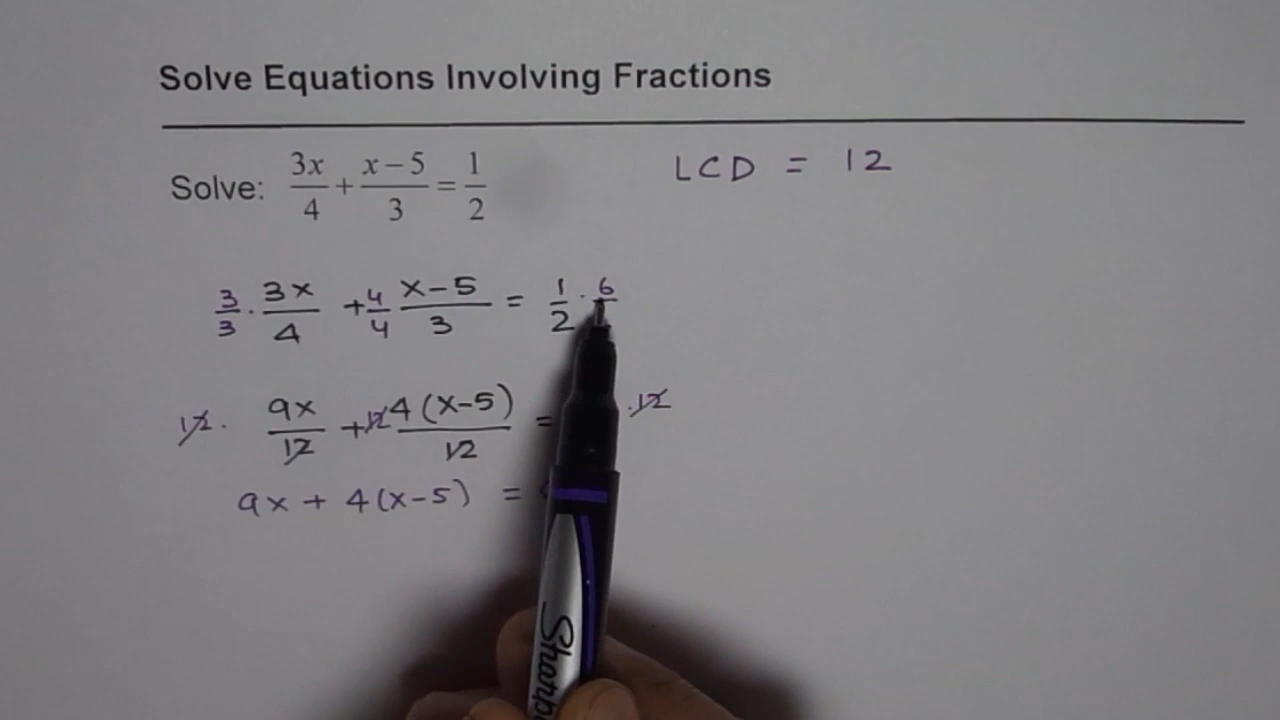 Solve Equations Involving Fractions
Solve: 3x/4 + x-5/3 = 1/2
LCD = 12
3/3 · 3x/4 + 4/4 x-5/3 = 1/2 · 6
12 · 9x/12 + 12 4(x-5)/12 = · 12
9x + 4(x-5) =
Sharp